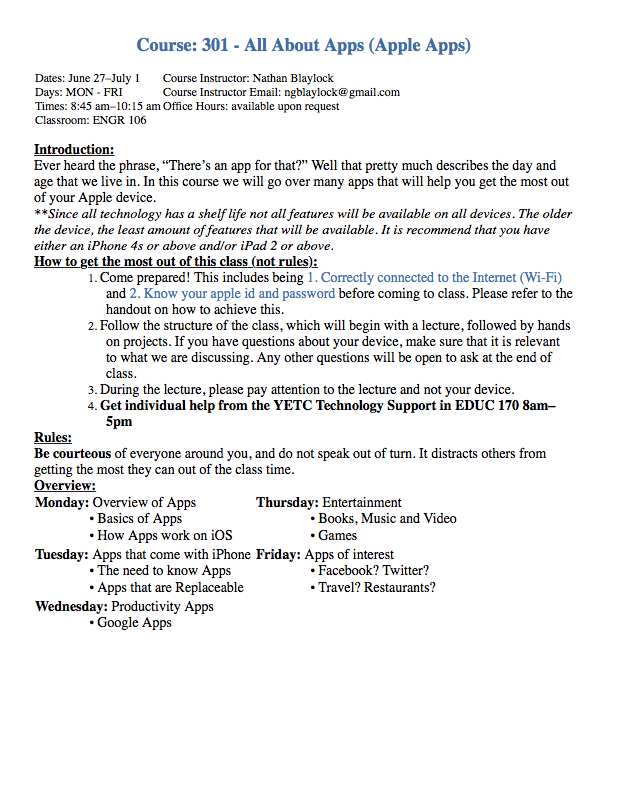 Course: 301 - All About Apps (Apple Apps)
Dates: June 27–July 1 Course Instructor: Nathan Blaylock
Days: MON - FRI Course Instructor Email: ngblaylock@gmail.com
Times: 8:45 am–10:15 am Office Hours: available upon request
Classroom: ENGR 106
Introduction:
Ever heard the phrase, “There’s an app for that?” Well that pretty much describes the day and
age that we live in. In this course we will go over many apps that will help you get the most out
of your Apple device.
**Since all technology has a shelf life not all features will be available on all devices. The older
the device, the least amount of features that will be available. It is recommend that you have
either an iPhone 4s or above and/or iPad 2 or above.
How to get the most out of this class (not rules):
1. Come prepared! This includes being 1. Correctly connected to the Internet (Wi-Fi)
and 2. Know your apple id and password before coming to class. Please refer to the
handout on how to achieve this.
2. Follow the structure of the class, which will begin with a lecture, followed by hands
on projects. If you have questions about your device, make sure that it is relevant
to what we are discussing. Any other questions will be open to ask at the end of
class.
3. During the lecture, please pay attention to the lecture and not your device.
4. Get individual help from the YETC Technology Support in EDUC 170 8am–
5pm
Rules:
Be courteous of everyone around you, and do not speak out of turn. It distracts others from
getting the most they can out of the class time.
Overview:
Monday: Overview of Apps
• Basics of Apps
• How Apps work on iOS
Thursday: Entertainment
• Books, Music and Video
• Games
Tuesday: Apps that come with iPhone
• The need to know Apps
• Apps that are Replaceable
Friday: Apps of interest
• Facebook? Twitter?
• Travel? Restaurants?
Wednesday: Productivity Apps
• Google Apps